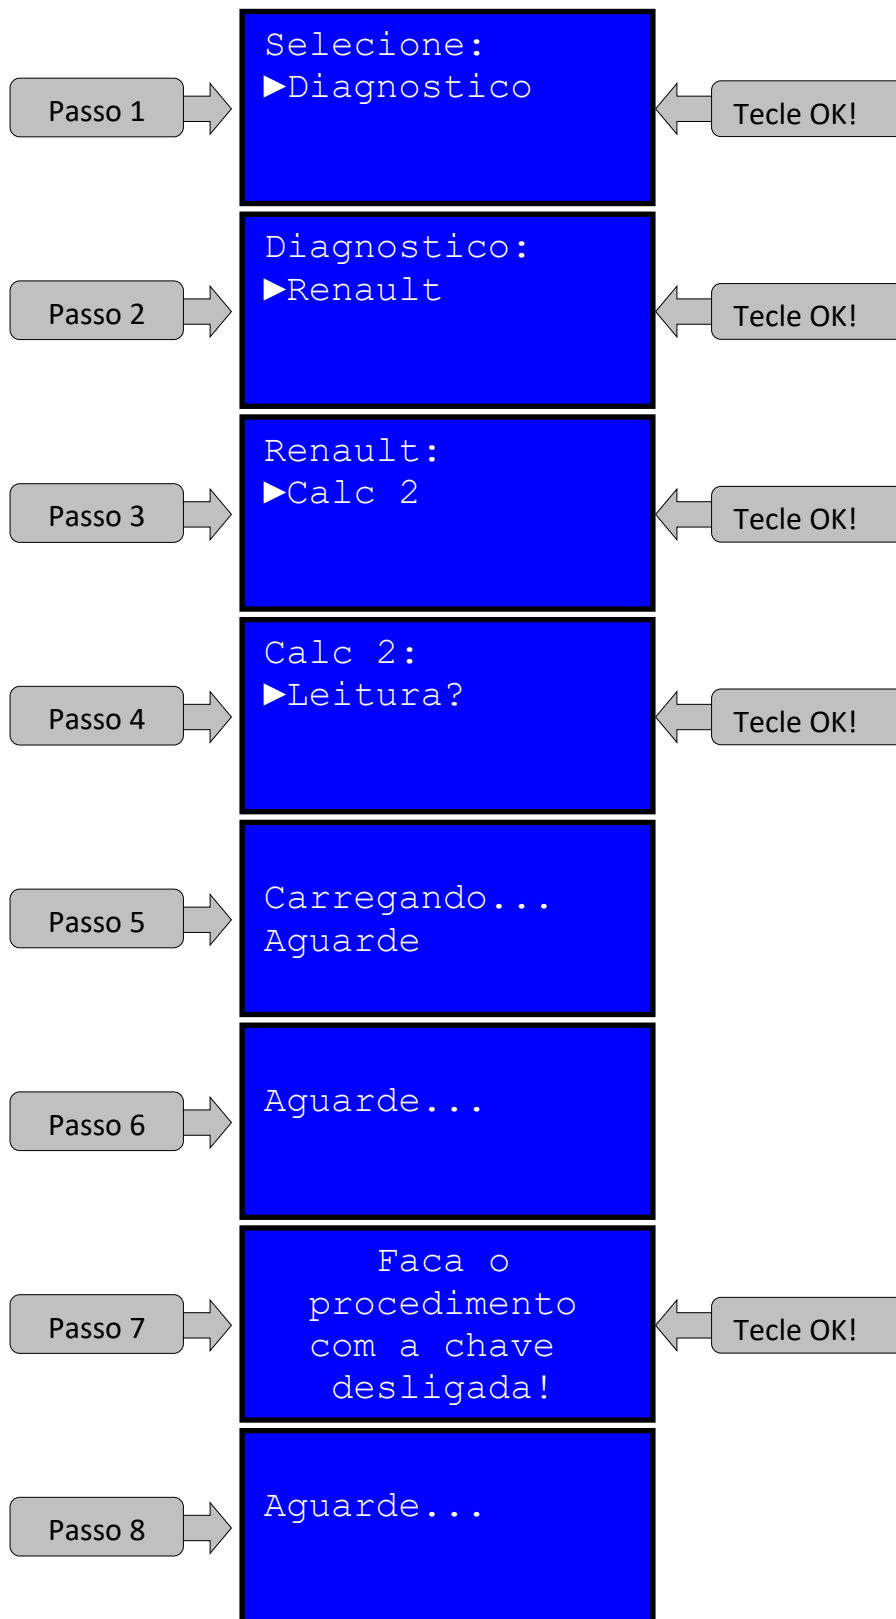 Passo 1
Selecione:
►Diagnostico
Tecle OK!
Passo 2
Diagnostico:
►Renault
Tecle OK!
Passo 3
Renault:
►Calc 2
Tecle OK!
Passo 4
Calc 2:
►Leitura?
Tecle OK!
Passo 5
Carregando...
Aguarde
Passo 6
Aguarde...
Passo 7
Faca o
procedimento
com a chave
desligada!
Tecle OK!
Passo 8
Aguarde...